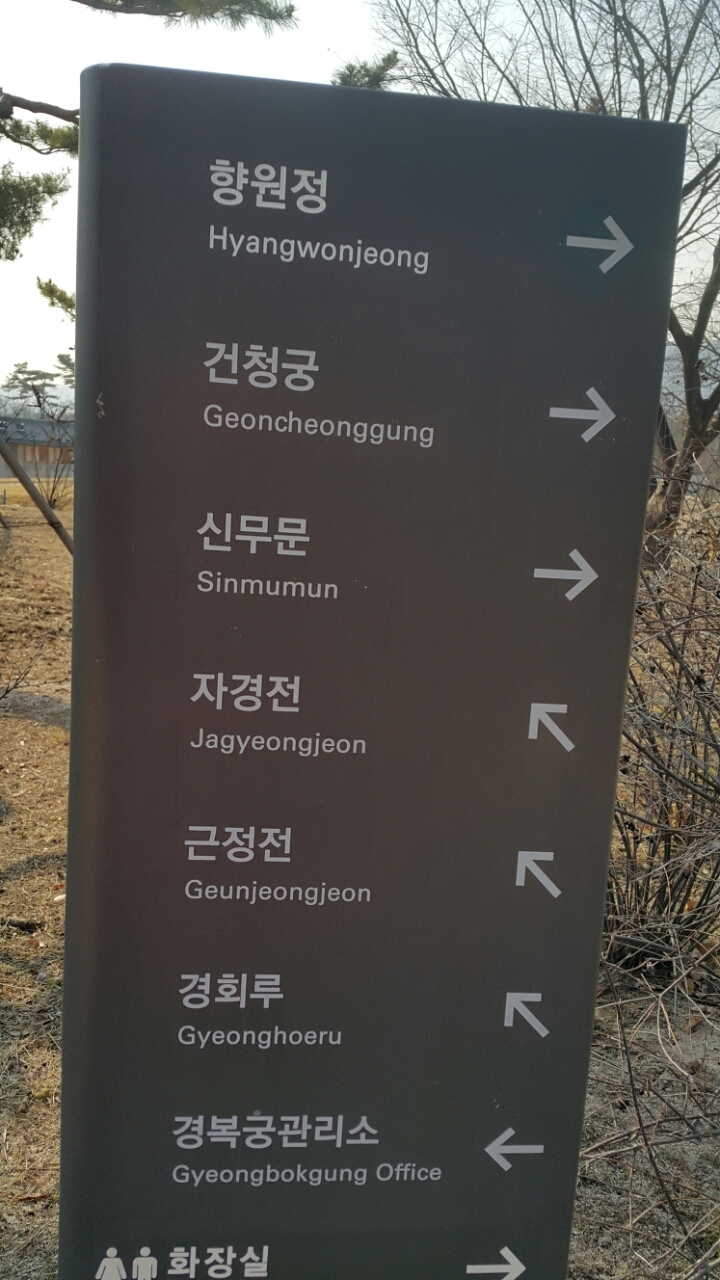 향원정
Hyangwonjeong
건청궁
Geoncheonggung
신무문
Sinmumun
자경전
Jagyeongjeon
근정전
Geunjeongjeon
경회루
Gyeonghoeru
경복궁관리소
Gyeongbokgung Office
화장실